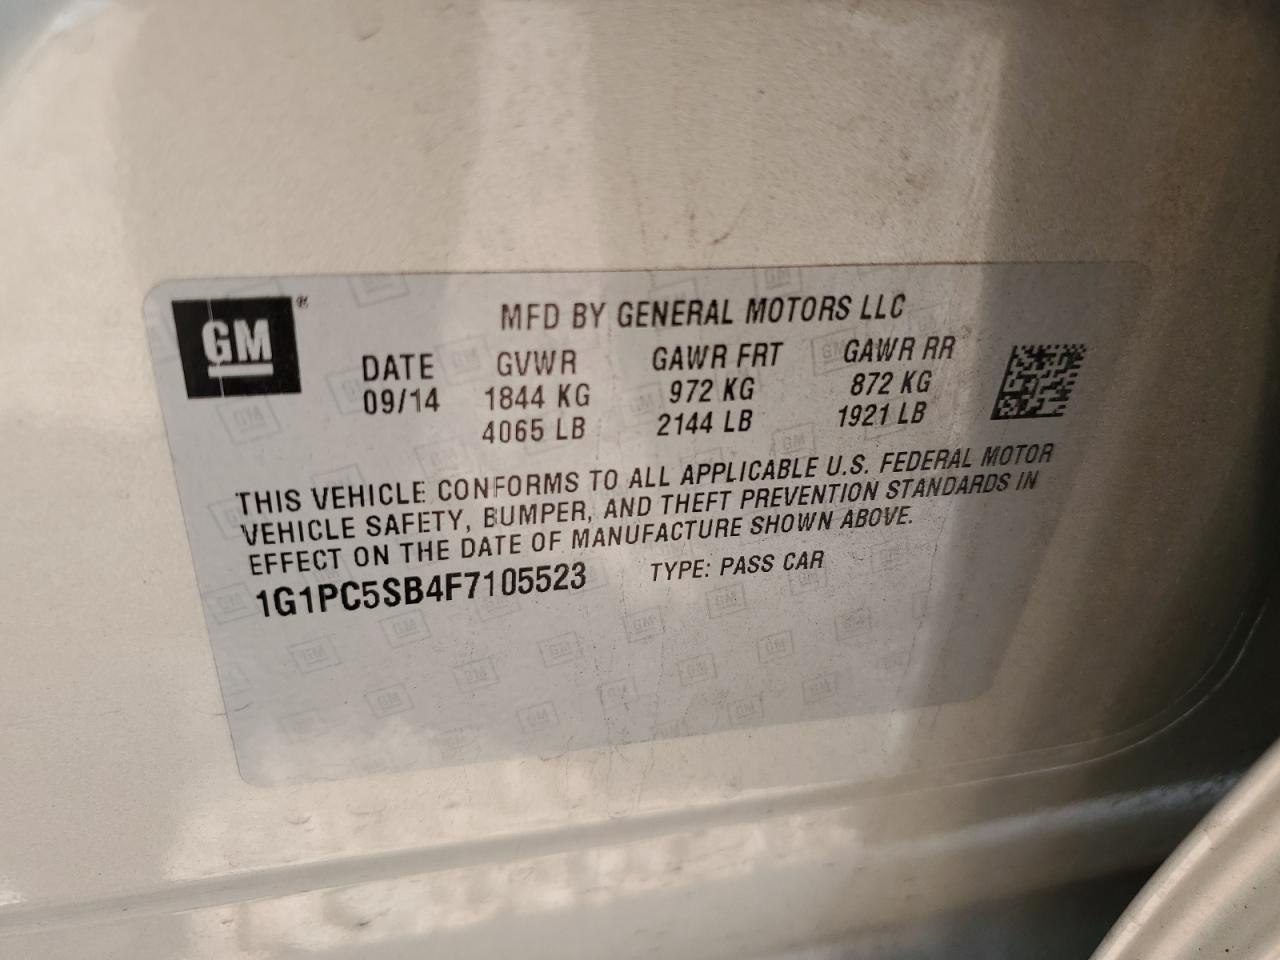 GM®
MFD BY GENERAL MOTORS LLC
DATE GVWR GAWR FRT GAWR RR
09/14 1844 KG 972 KG 872 KG
4065 LB 2144 LB 1921 LB
THIS VEHICLE CONFORMS TO ALL APPLICABLE U.S. FEDERAL MOTOR
VEHICLE SAFETY, BUMPER, AND THEFT PREVENTION STANDARDS IN
EFFECT ON THE DATE OF MANUFACTURE SHOWN ABOVE.
1G1PC5SB4F7105523 TYPE: PASS CAR